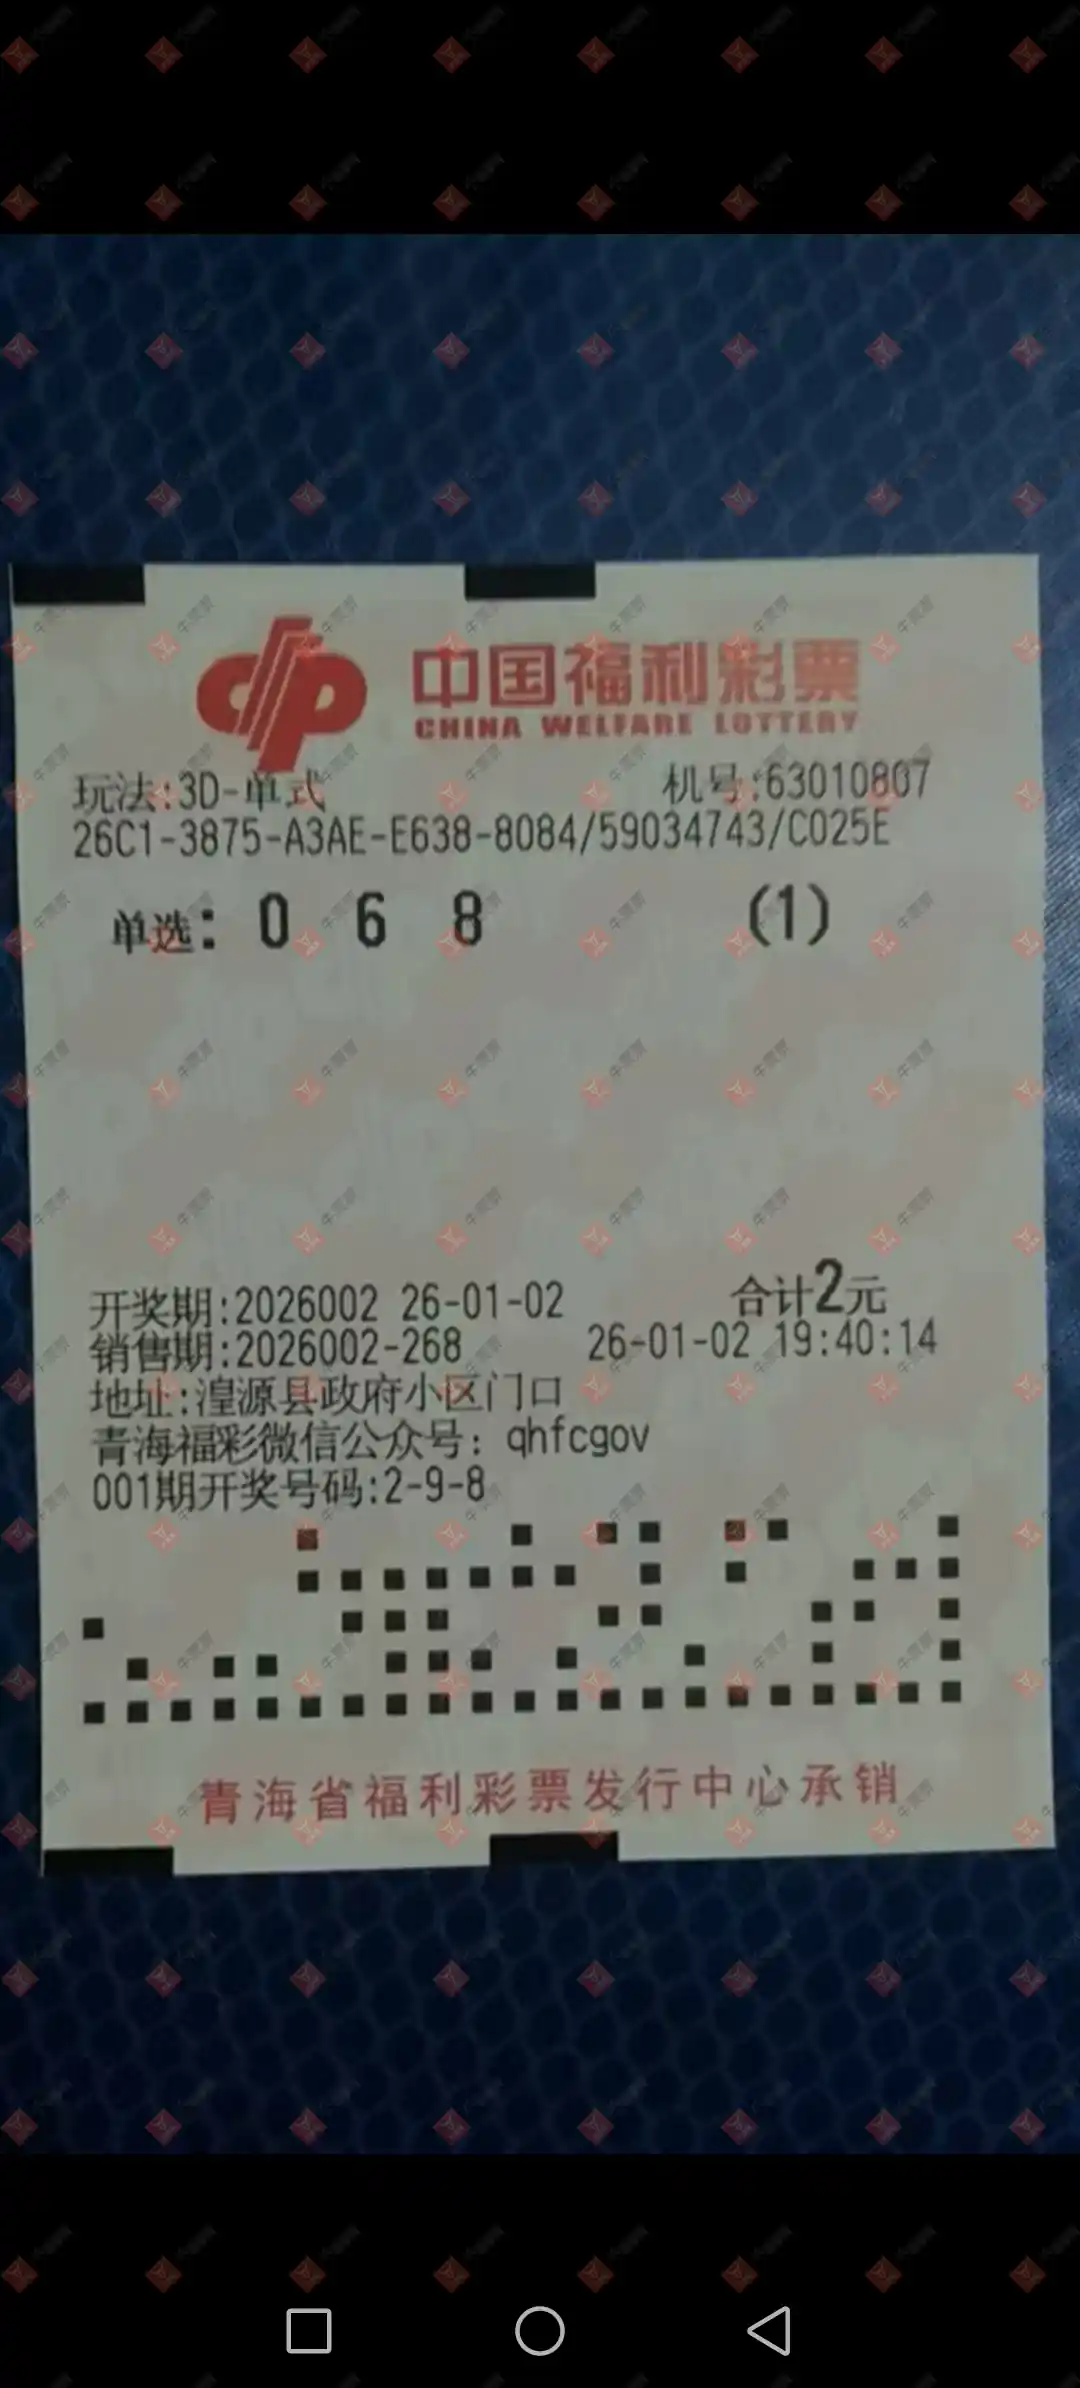 中国福利彩票
CHINA WELFARE LOTTERY
玩法:3D-单式 机号:63010807
26C1-3875-A3AE-E638-8084/59034743/C025E
单选: 0 6 8 (1)
开奖期:2026002 26-01-02 合计2元
销售期:2026002-268 26-01-02 19:40:14
地址:湟源县政府小区门口
青海福彩微信公众号: qhfcgov
001期开奖号码:2-9-8
青海省福利彩票发行中心承销